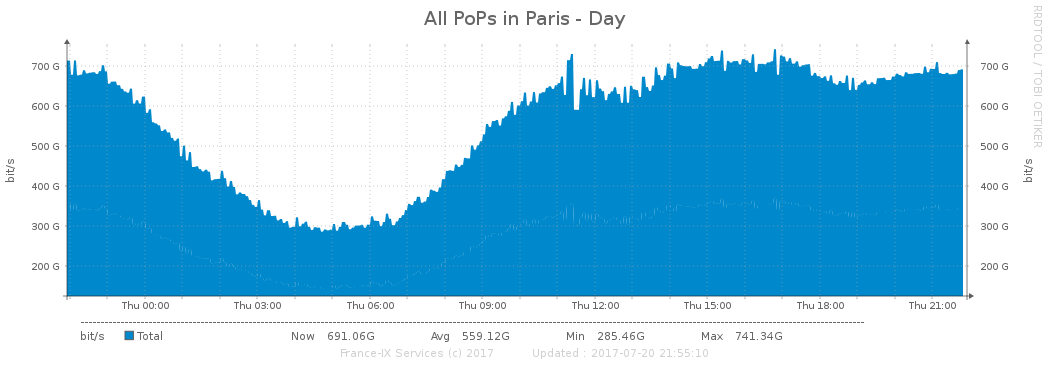 All PoPs in Paris - Day
RRDTOOL / TOBI OETIKER
700 G 700 G
600 G 600 G
500 G 500 G
400 G 400 G
300 G 300 G
200 G 200 G
bit/s bit/s
Thu 00:00 Thu 03:00 Thu 06:00 Thu 09:00 Thu 12:00 Thu 15:00 Thu 18:00 Thu 21:00
bit/s Total Now 691.06G Avg 559.12G Min 285.46G Max 741.34G
France-IX Services (c) 2017 Updated : 2017-07-20 21:55:10